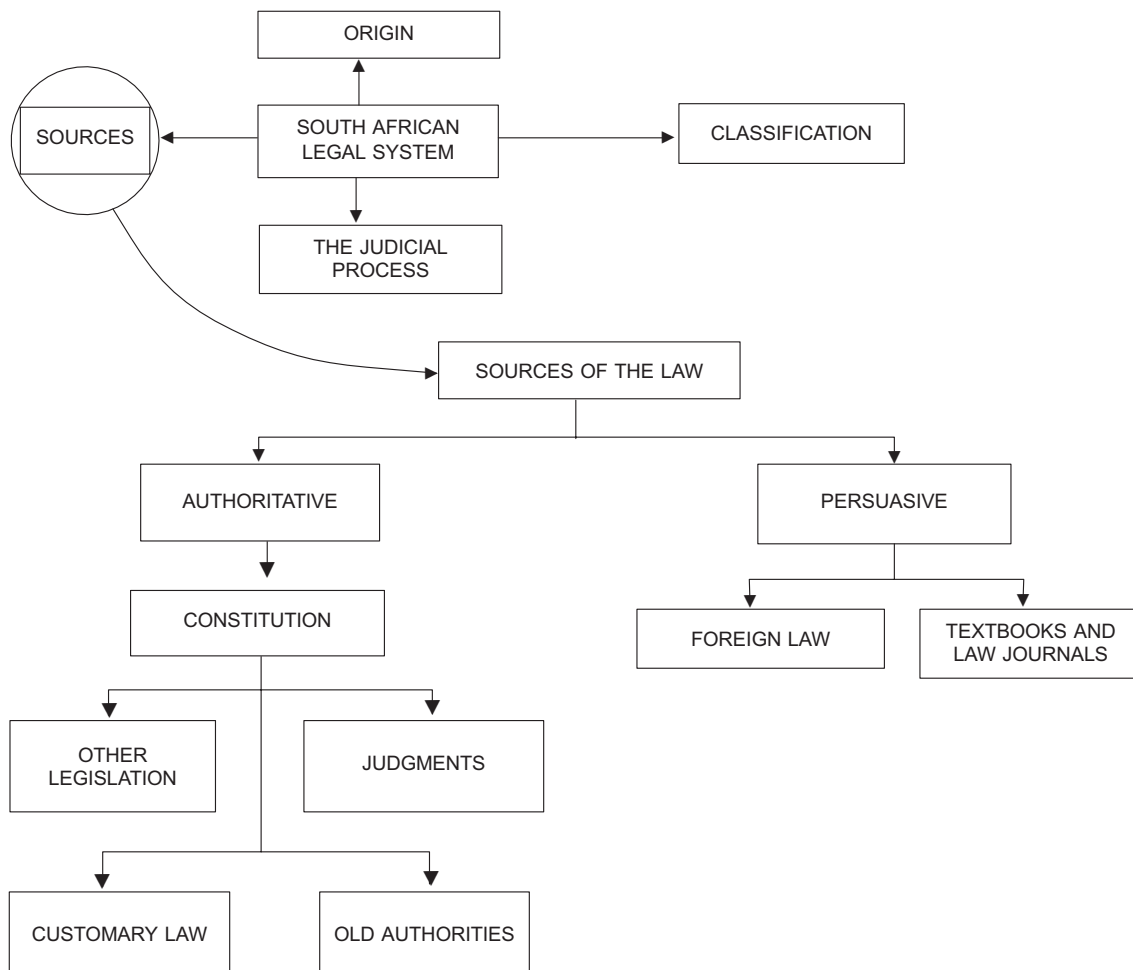 ORIGIN
SOURCES
SOUTH AFRICAN
LEGAL SYSTEM
CLASSIFICATION
THE JUDICIAL
PROCESS
SOURCES OF THE LAW
AUTHORITATIVE
PERSUASIVE
CONSTITUTION
FOREIGN LAW
TEXTBOOKS AND
LAW JOURNALS
OTHER
LEGISLATION
JUDGMENTS
CUSTOMARY LAW
OLD AUTHORITIES